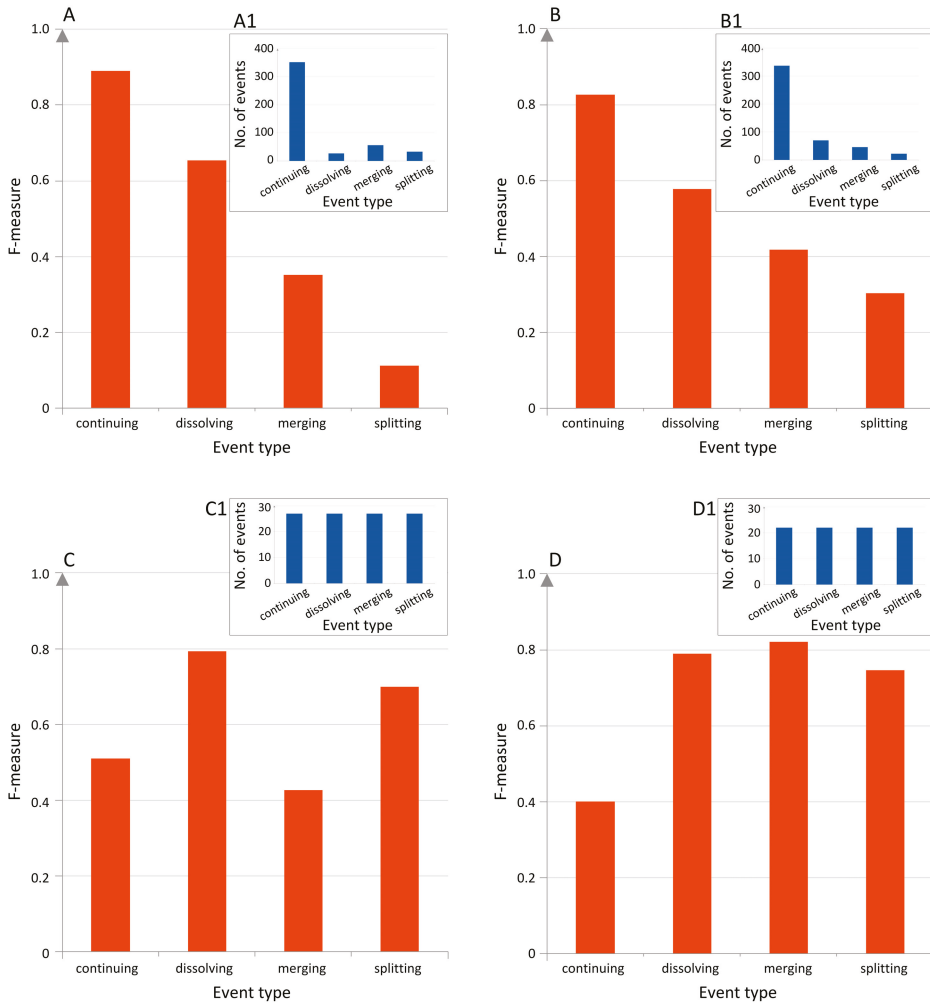 A
A1
1.0
0.8
0.6
0.4
0.2
0
F-measure
continuing dissolving merging splitting
Event type
400
300
200
100
0
No. of events
continuing dissolving merging splitting
Event type
B
B1
1.0
0.8
0.6
0.4
0.2
0
F-measure
continuing dissolving merging splitting
Event type
400
300
200
100
0
No. of events
continuing dissolving merging splitting
Event type
C
C1
1.0
0.8
0.6
0.4
0.2
0
F-measure
continuing dissolving merging splitting
Event type
30
20
10
0
No. of events
continuing dissolving merging splitting
Event type
D
D1
1.0
0.8
0.6
0.4
0.2
0
F-measure
continuing dissolving merging splitting
Event type
30
20
10
0
No. of events
continuing dissolving merging splitting
Event type